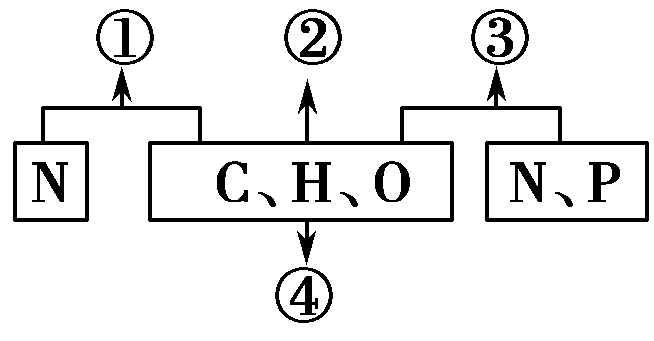 ① ② ③
N C、H、O N、P
④